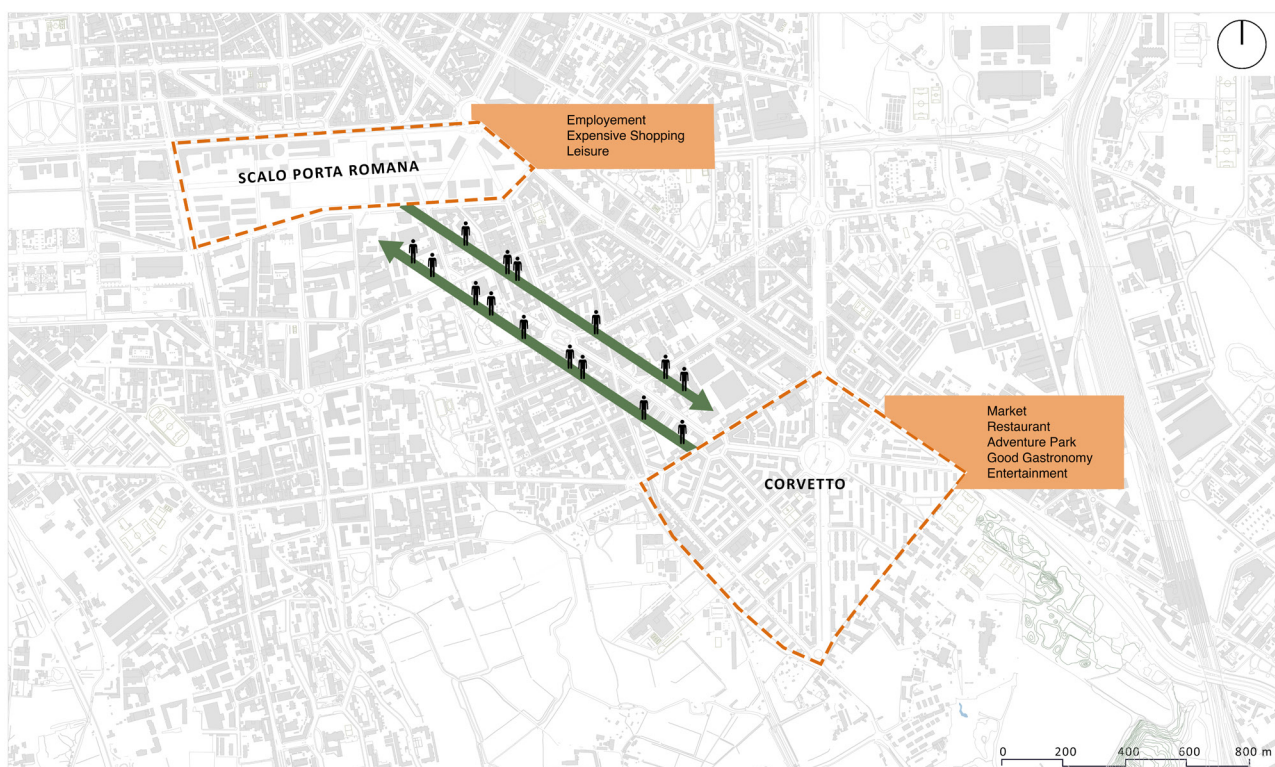 Employement
Expensive Shopping
Leisure
SCALO PORTA ROMANA
Market
Restaurant
Adventure Park
Good Gastronomy
Entertainment
CORVETTO
0 200 400 600 800 m